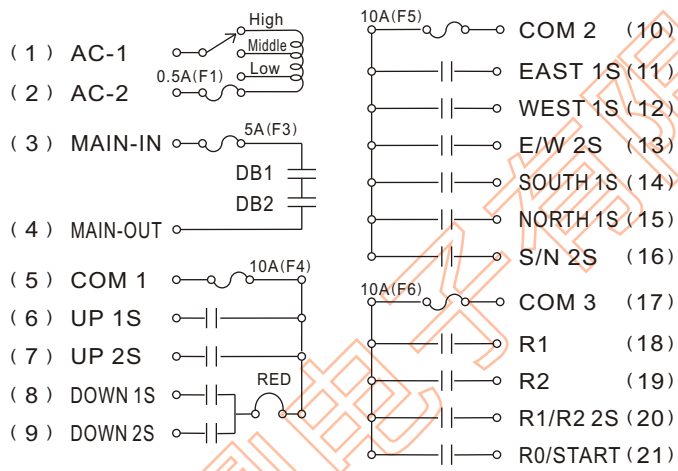 High
( 1 ) AC-1
Middle
Low
( 2 ) AC-2
0.5A(F1)
( 3 ) MAIN-IN
5A(F3)
DB1
DB2
( 4 ) MAIN-OUT
( 5 ) COM 1
10A(F4)
( 6 ) UP 1S
( 7 ) UP 2S
( 8 ) DOWN 1S
RED
( 9 ) DOWN 2S
10A(F5)
COM 2 (10)
EAST 1S(11)
WEST 1S(12)
E/W 2S (13)
SOUTH 1S(14)
NORTH 1S(15)
S/N 2S (16)
10A(F6)
COM 3 (17)
R1 (18)
R2 (19)
R1/R2 2S(20)
R0/START(21)
电子有限